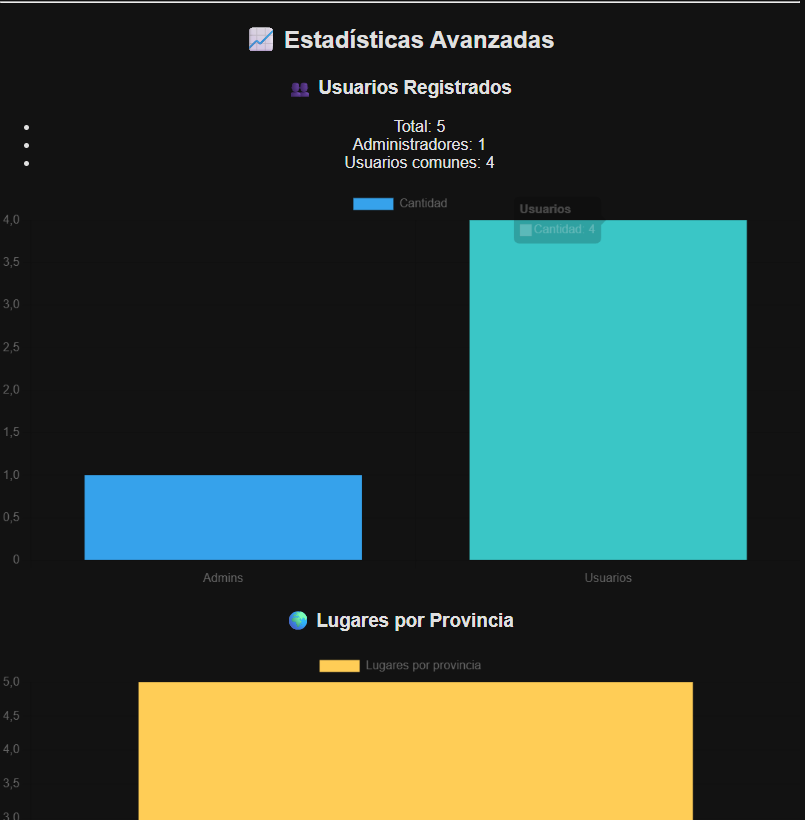 Estadísticas Avanzadas
Usuarios Registrados
Total: 5
Administradores: 1
Usuarios comunes: 4
Cantidad
Usuarios
Cantidad: 4
4,0
3,5
3,0
2,5
2,0
1,5
1,0
0,5
0
Admins
Usuarios
Lugares por Provincia
Lugares por provincia
5,0
4,5
4,0
3,5
3,0